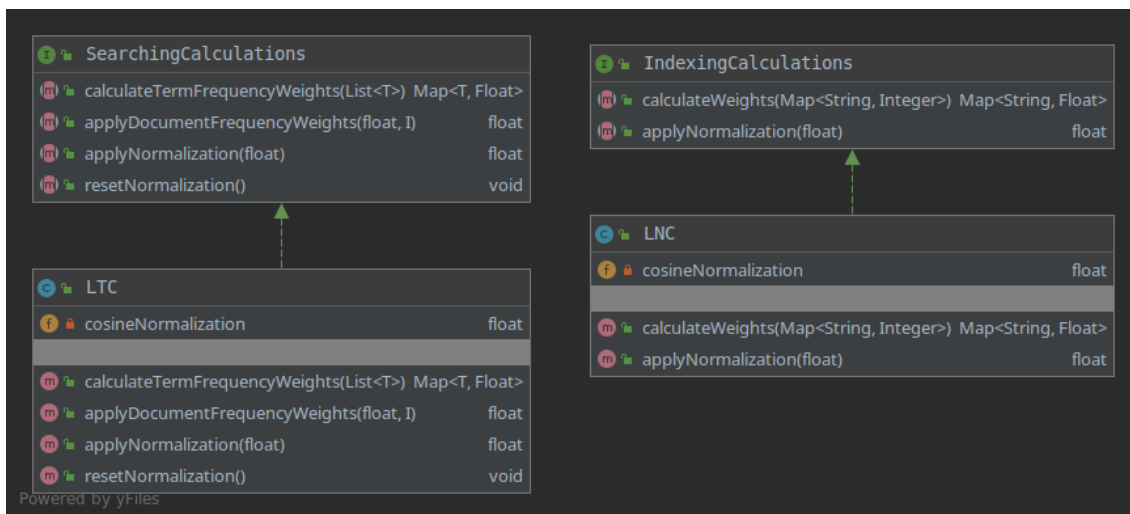 SearchingCalculations
calculateTermFrequencyWeights(List<T>) Map<T, Float>
applyDocumentFrequencyWeights(float, I) float
applyNormalization(float) float
resetNormalization() void
LTC
cosineNormalization float
calculateTermFrequencyWeights(List<T>) Map<T, Float>
applyDocumentFrequencyWeights(float, I) float
applyNormalization(float) float
resetNormalization() void
IndexingCalculations
calculateWeights(Map<String, Integer>) Map<String, Float>
applyNormalization(float) float
LNC
cosineNormalization float
calculateWeights(Map<String, Integer>) Map<String, Float>
applyNormalization(float) float
Powered by yFiles